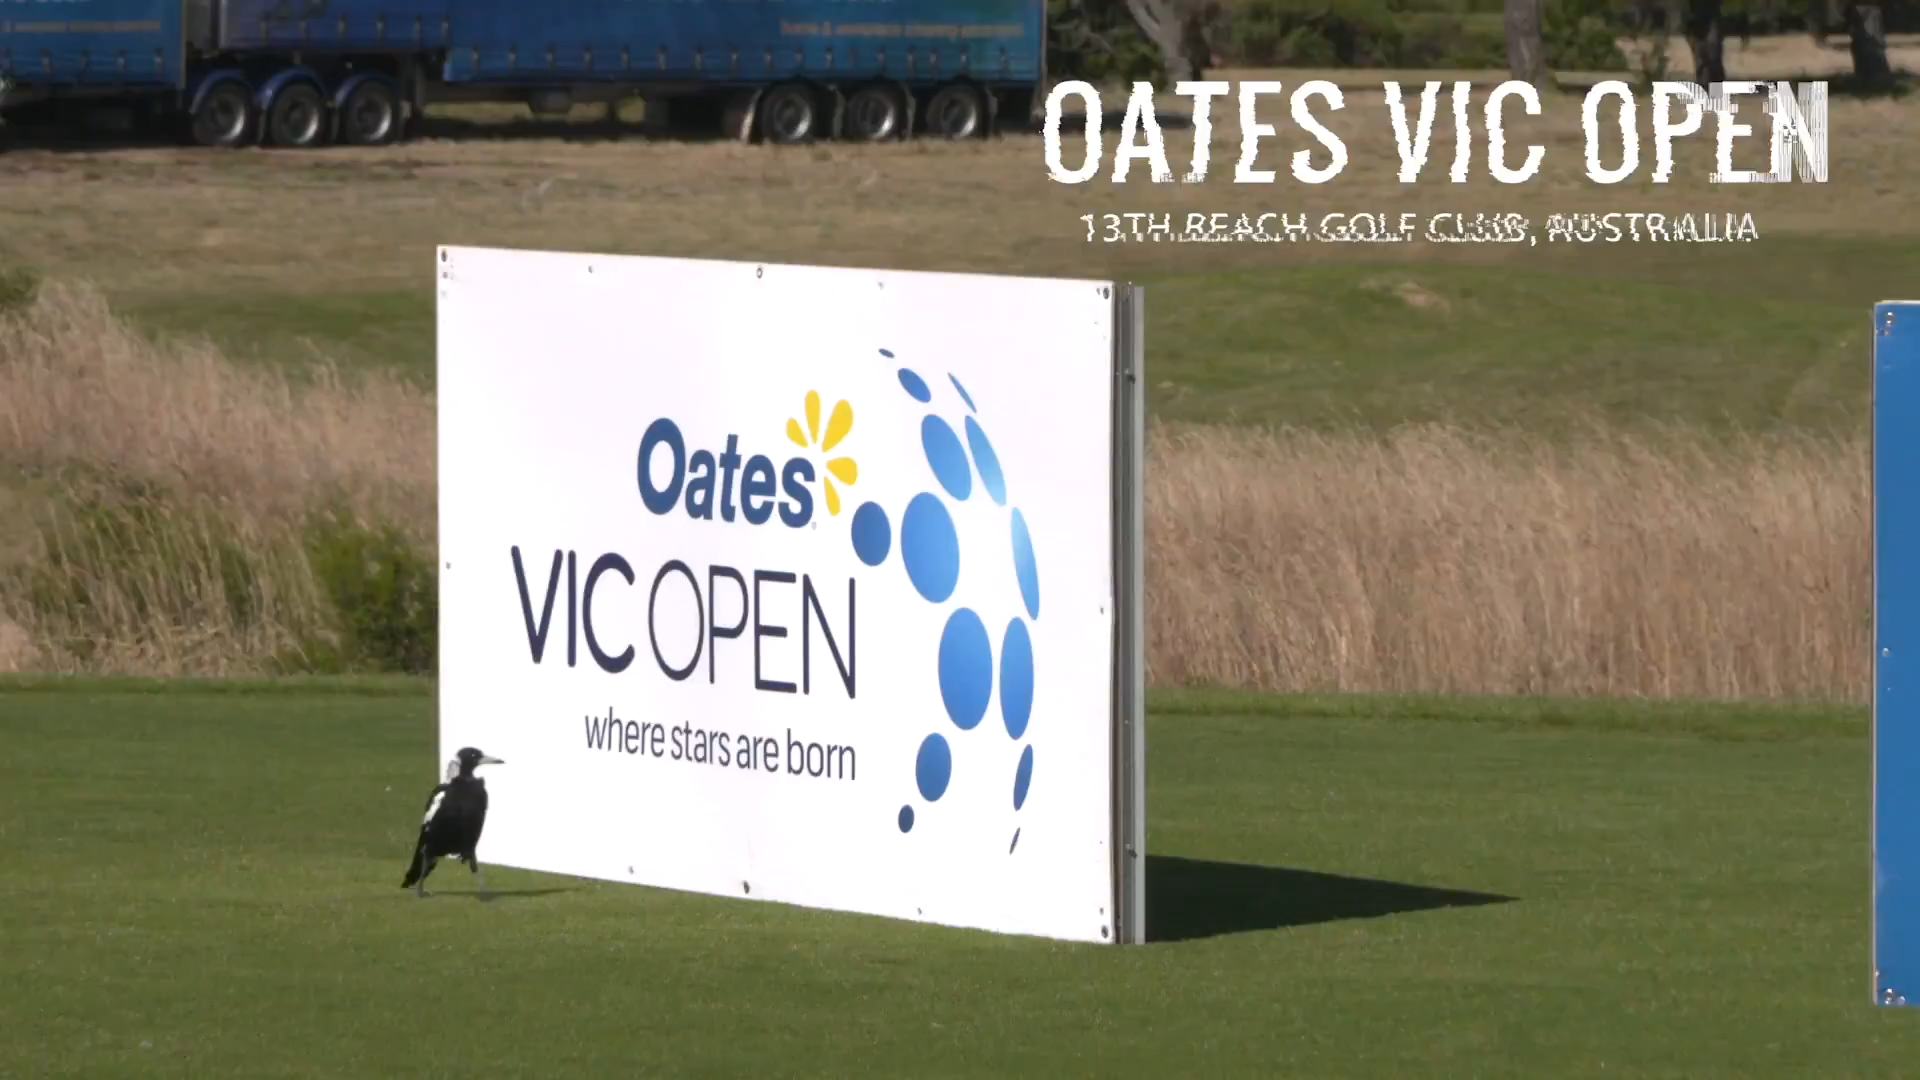 OATES VIC OPEN
13TH BEACH GOLF CLUB, AUSTRALIA
Oates
VIC OPEN
where stars are born